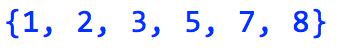 {1, 2, 3, 5, 7, 8}